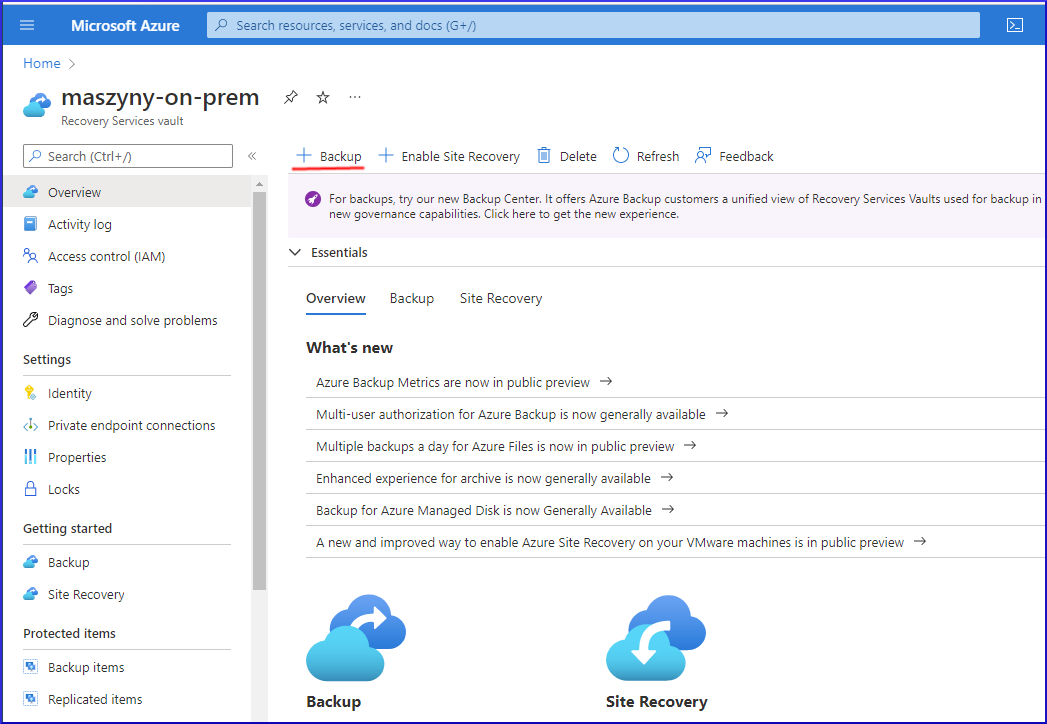 Microsoft Azure
Search resources, services, and docs (G+/)
Home
maszyny-on-prem
Recovery Services vault
Search (Ctrl+/)
Overview
Activity log
Access control (IAM)
Tags
Diagnose and solve problems
Settings
Identity
Private endpoint connections
Properties
Locks
Getting started
Backup
Site Recovery
Protected items
Backup items
Replicated items
Backup
Enable Site Recovery
Delete
Refresh
Feedback
For backups, try our new Backup Center. It offers Azure Backup customers a unified view of Recovery Services Vaults used for backup in
new governance capabilities. Click here to get the new experience.
Essentials
Overview
Backup
Site Recovery
What's new
Azure Backup Metrics are now in public preview
Multi-user authorization for Azure Backup is now generally available
Multiple backups a day for Azure Files is now in public preview
Enhanced experience for archive is now generally available
Backup for Azure Managed Disk is now Generally Available
A new and improved way to enable Azure Site Recovery on your VMware machines is in public preview
Backup
Site Recovery